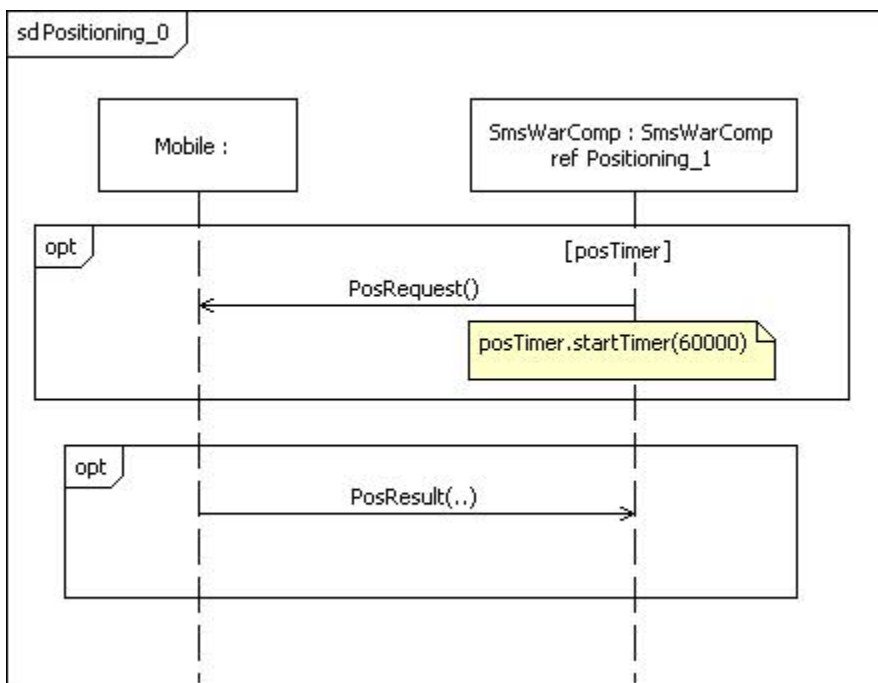 sd Positioning_0
Mobile :
SmsWarComp : SmsWarComp
ref Positioning_1
opt
[posTimer]
PosRequest()
posTimer.startTimer(60000)
opt
PosResult(..)